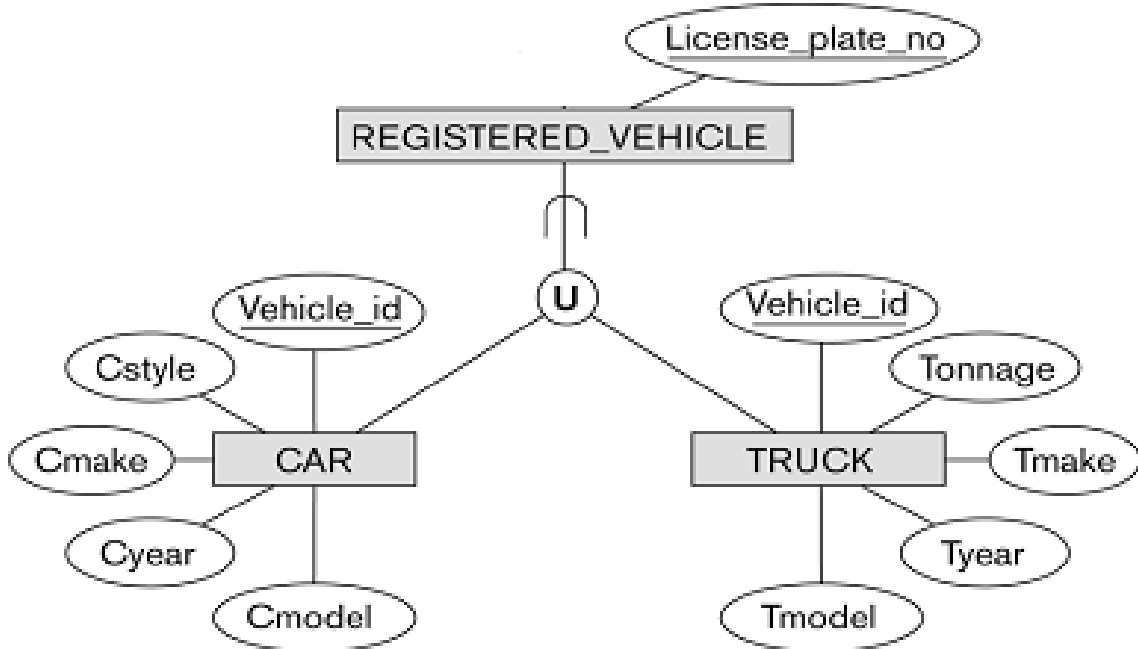 License_plate_no
REGISTERED_VEHICLE
U
Vehicle_id
Cstyle
Cmake
CAR
Cyear
Cmodel
Vehicle_id
Tonnage
TRUCK
Tmake
Tyear
Tmodel